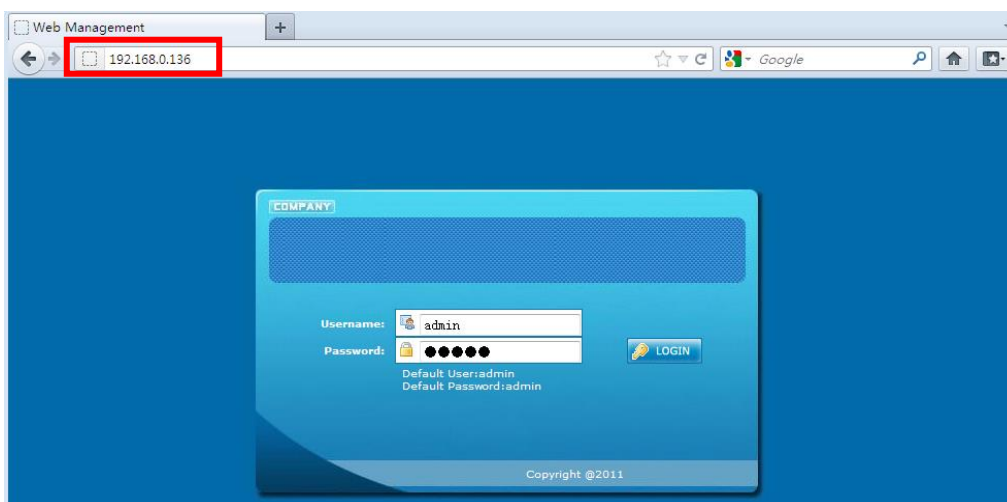 Web Management
192.168.0.136
Google
COMPANY
Username: admin
Password: ●●●●●
LOGIN
Default User:admin
Default Password:admin
Copyright @2011